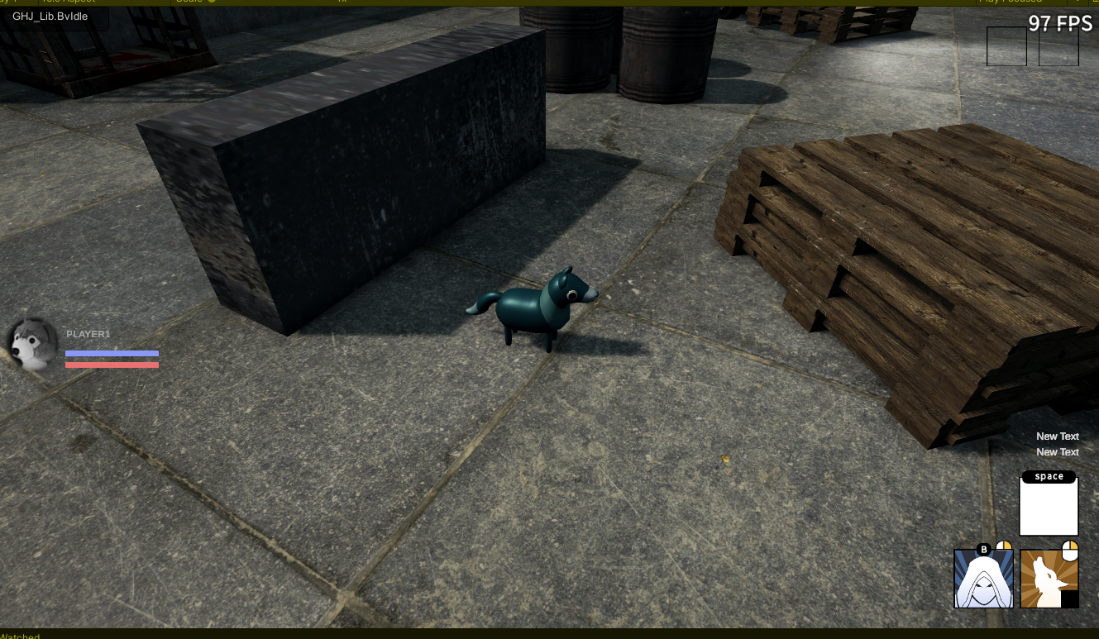 GHJ_Lib.BvIdle
97 FPS
PLAYER1
New Text
New Text
space
B
Watched